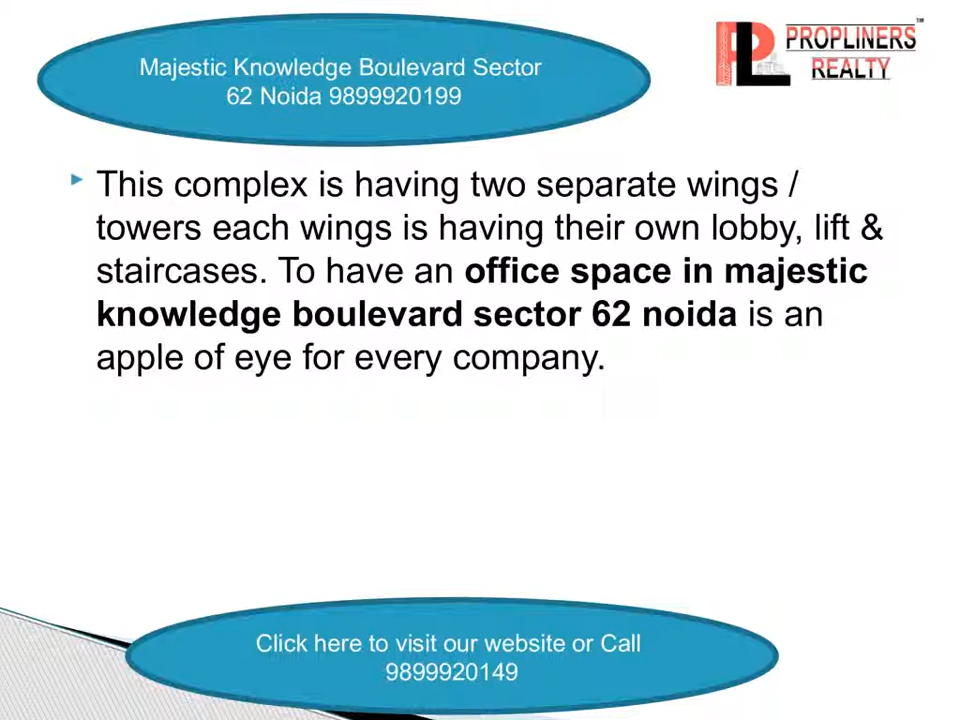 Majestic Knowledge Boulevard Sector
62 Noida 9899920199
PL
PROPLINERS
REALTY
™
This complex is having two separate wings /
towers each wings is having their own lobby, lift &
staircases. To have an office space in majestic
knowledge boulevard sector 62 noida is an
apple of eye for every company.
Click here to visit our website or Call
9899920149